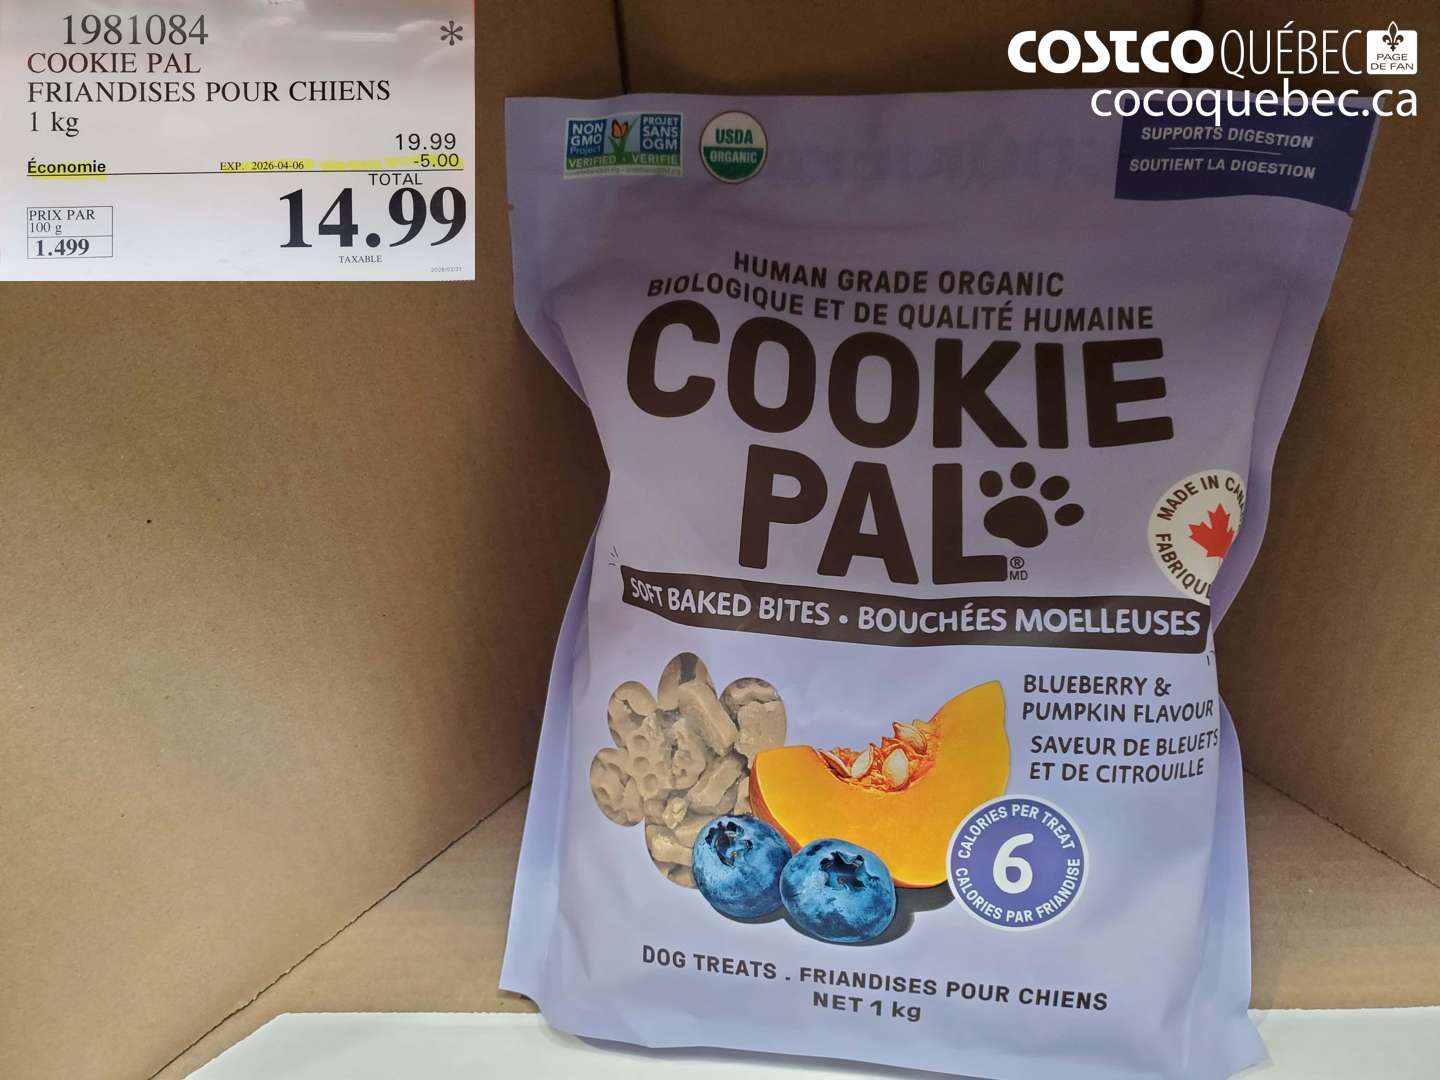 1981084 *
COOKIE PAL
FRIANDISES POUR CHIENS
1 kg
19.99
Économie EXP. 2026-04-06 -5.00
TOTAL
14.99
PRIX PAR
100 g
1.499
TAXABLE
COSTCO QUÉBEC PAGE
DE FAN
cocoquebec.ca
NON
GMO
Project
VERIFIED
PROJET
SANS
OGM
VÉRIFIÉ
USDA
ORGANIC
SUPPORTS DIGESTION
SOUTIENT LA DIGESTION
HUMAN GRADE ORGANIC
BIOLOGIQUE ET DE QUALITÉ HUMAINE
COOKIE
PAL
®
MD
MADE IN CANA
FABRIQU
SOFT BAKED BITES • BOUCHÉES MOELLEUSES
BLUEBERRY &
PUMPKIN FLAVOUR
SAVEUR DE BLEUETS
ET DE CITROUILLE
CALORIES PER TREAT
6
CALORIES PAR FRIANDISE
DOG TREATS . FRIANDISES POUR CHIENS
NET 1 kg